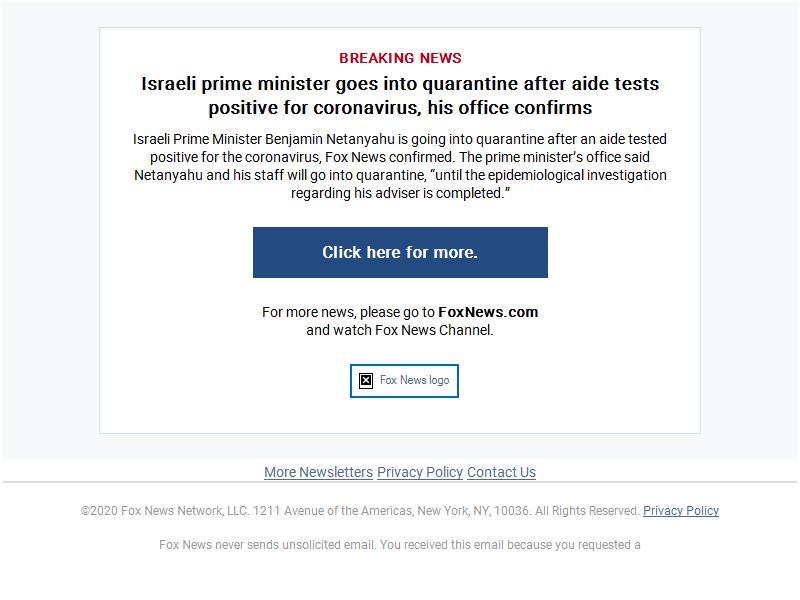 BREAKING NEWS
Israeli prime minister goes into quarantine after aide tests
positive for coronavirus, his office confirms
Israeli Prime Minister Benjamin Netanyahu is going into quarantine after an aide tested
positive for the coronavirus, Fox News confirmed. The prime minister’s office said
Netanyahu and his staff will go into quarantine, “until the epidemiological investigation
regarding his adviser is completed.”
Click here for more.
For more news, please go to FoxNews.com
and watch Fox News Channel.
Fox News logo
More Newsletters Privacy Policy Contact Us
©2020 Fox News Network, LLC. 1211 Avenue of the Americas, New York, NY, 10036. All Rights Reserved. Privacy Policy
Fox News never sends unsolicited email. You received this email because you requested a